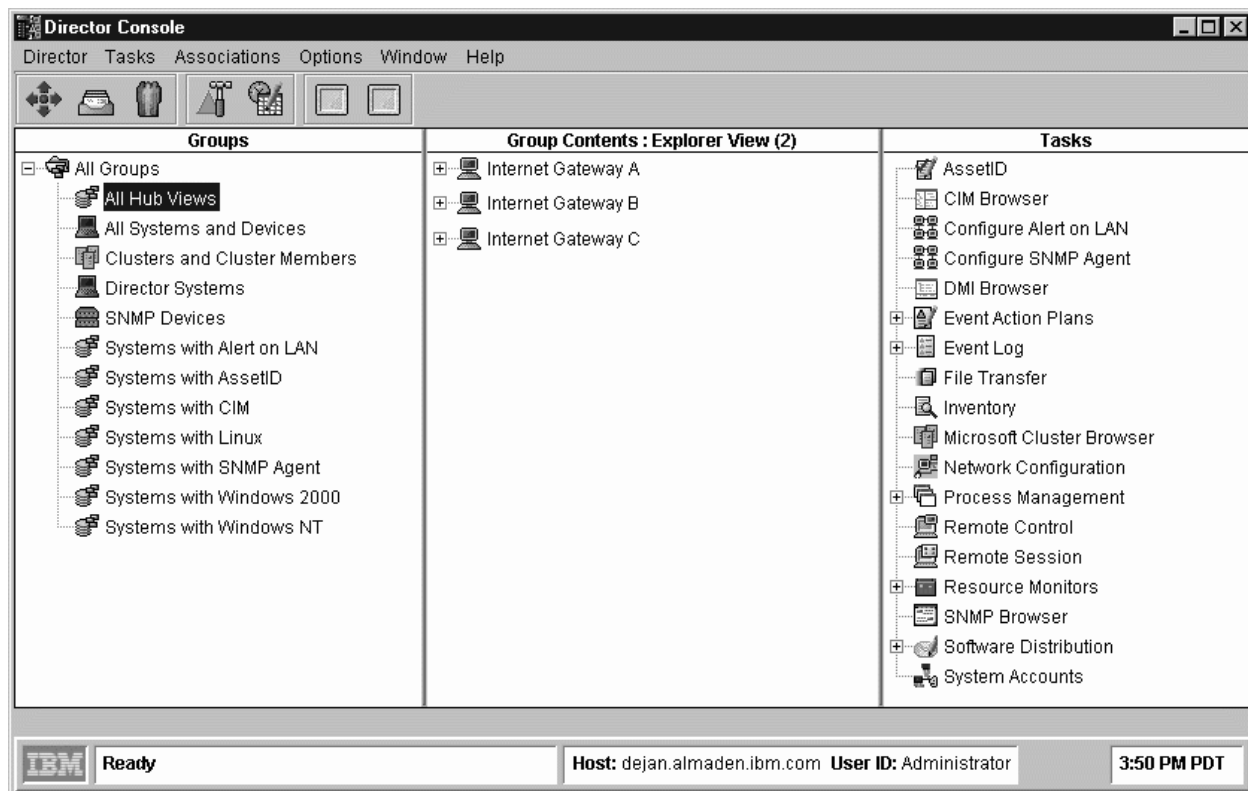 Director Console
Director Tasks Associations Options Window Help
Groups
All Groups
All Hub Views
All Systems and Devices
Clusters and Cluster Members
Director Systems
SNMP Devices
Systems with Alert on LAN
Systems with AssetID
Systems with CIM
Systems with Linux
Systems with SNMP Agent
Systems with Windows 2000
Systems with Windows NT
Group Contents : Explorer View (2)
Internet Gateway A
Internet Gateway B
Internet Gateway C
Tasks
AssetID
CIM Browser
Configure Alert on LAN
Configure SNMP Agent
DMI Browser
Event Action Plans
Event Log
File Transfer
Inventory
Microsoft Cluster Browser
Network Configuration
Process Management
Remote Control
Remote Session
Resource Monitors
SNMP Browser
Software Distribution
System Accounts
IBM Ready Host: dejan.almaden.ibm.com User ID: Administrator 3:50 PM PDT